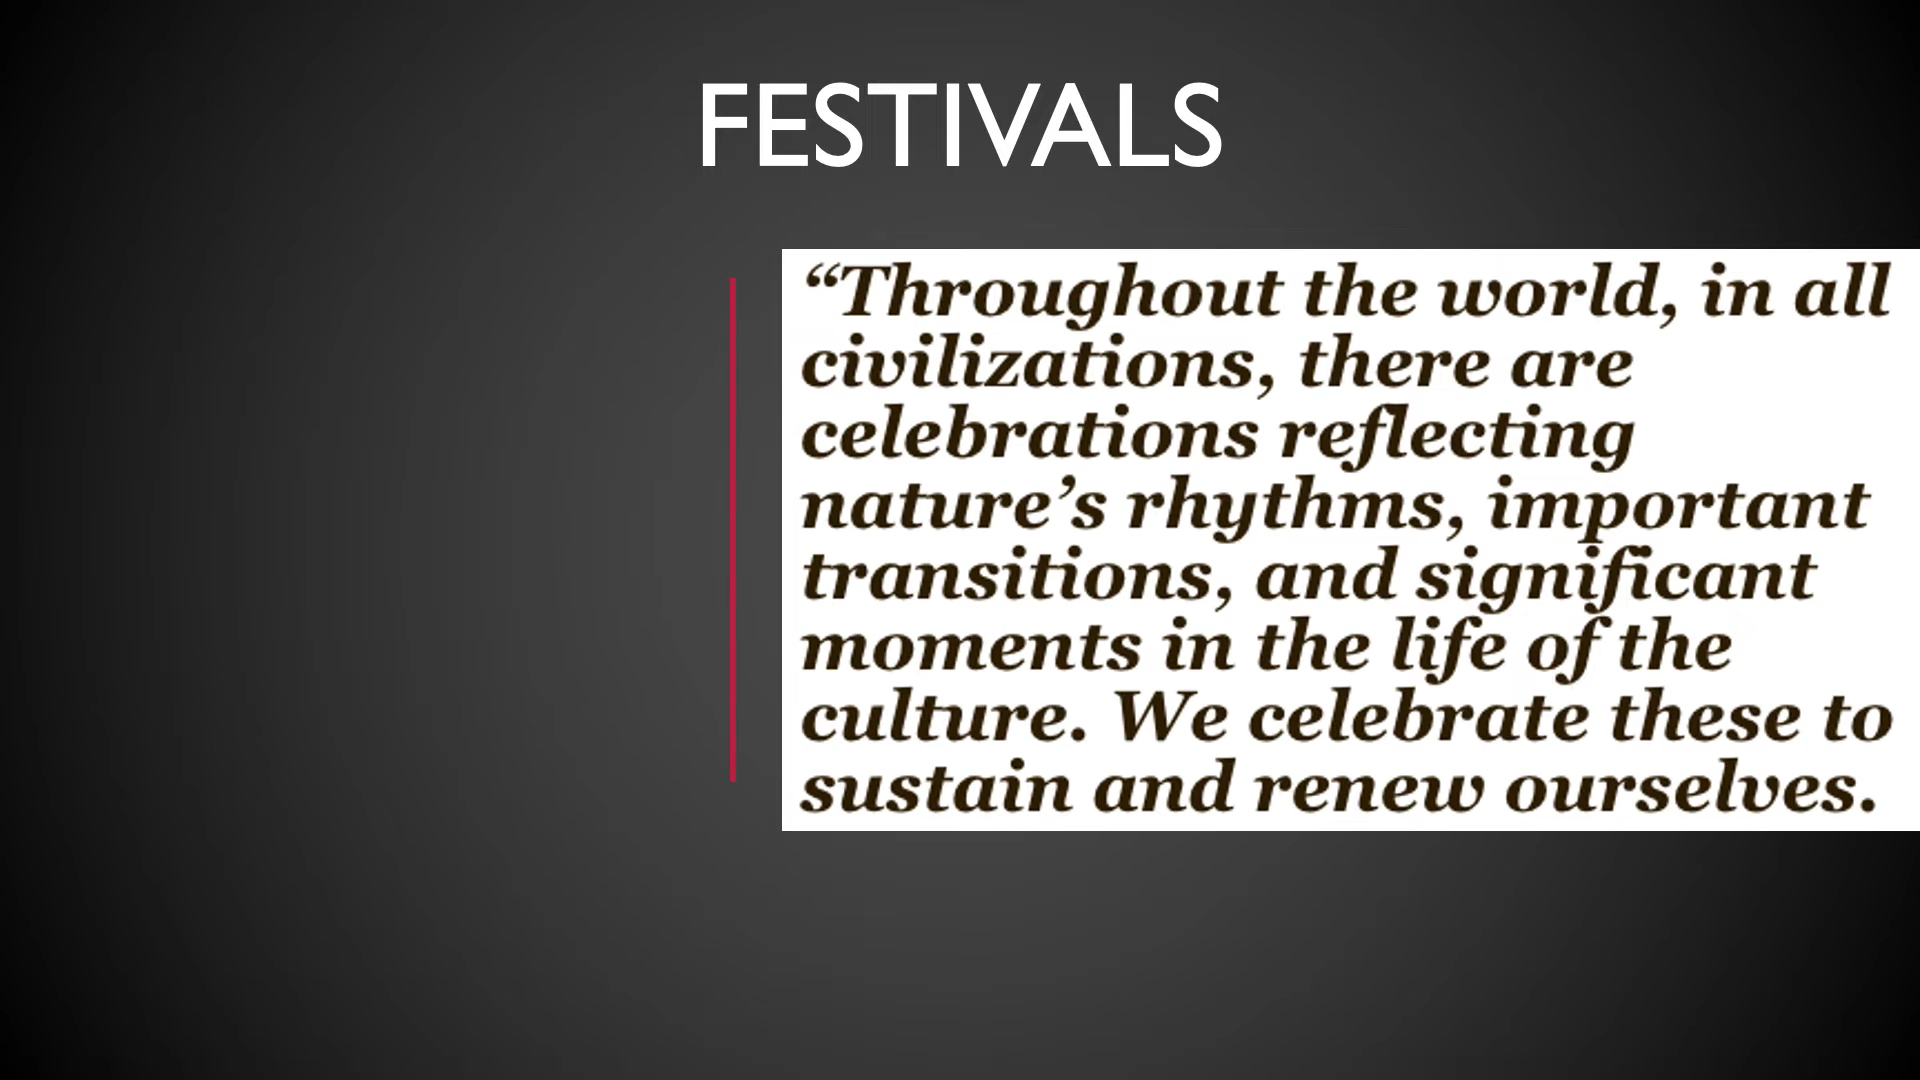 FESTIVALS
“Throughout the world, in all
civilizations, there are
celebrations reflecting
nature’s rhythms, important
transitions, and significant
moments in the life of the
culture. We celebrate these to
sustain and renew ourselves.